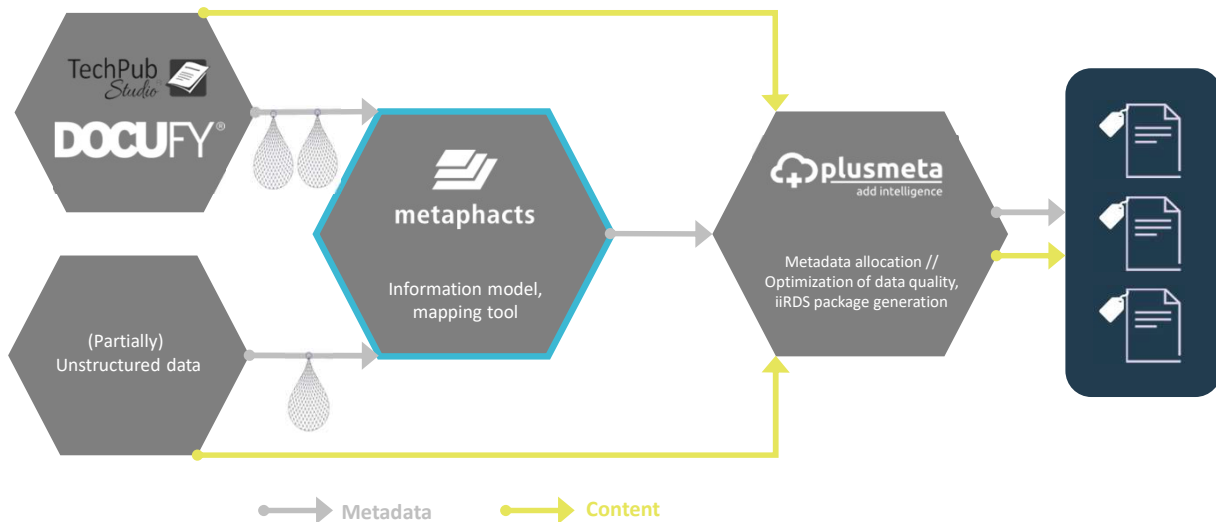 TechPub
Studio
DOCUFY®
metaphacts
Information model,
mapping tool
(Partially)
Unstructured data
plusmeta
add intelligence
Metadata allocation //
Optimization of data quality,
iiRDS package generation
Metadata
Content